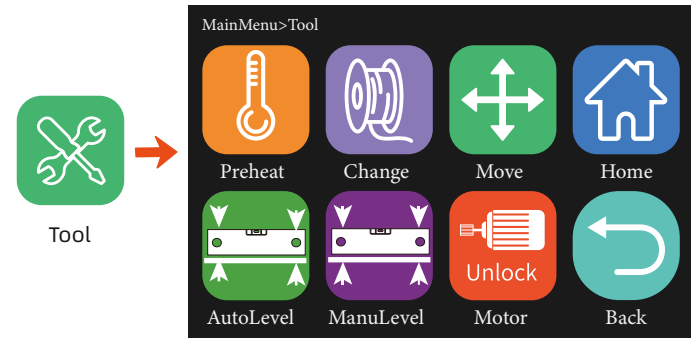 MainMenu>Tool
Tool
Preheat Change Move Home
Unlock
AutoLevel ManuLevel Motor Back